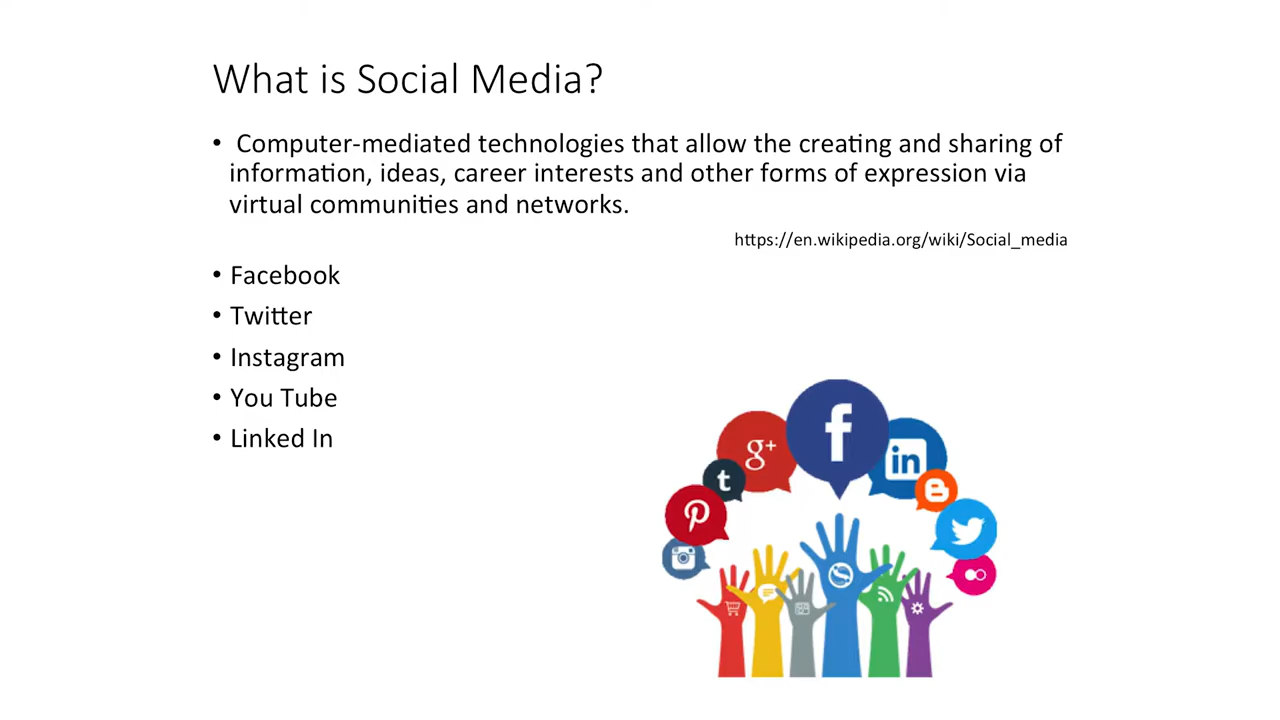 What is Social Media?
• Computer-mediated technologies that allow the creating and sharing of
information, ideas, career interests and other forms of expression via
virtual communities and networks.
https://en.wikipedia.org/wiki/Social_media
• Facebook
• Twitter
• Instagram
• You Tube
• Linked In
f
g+
in
t